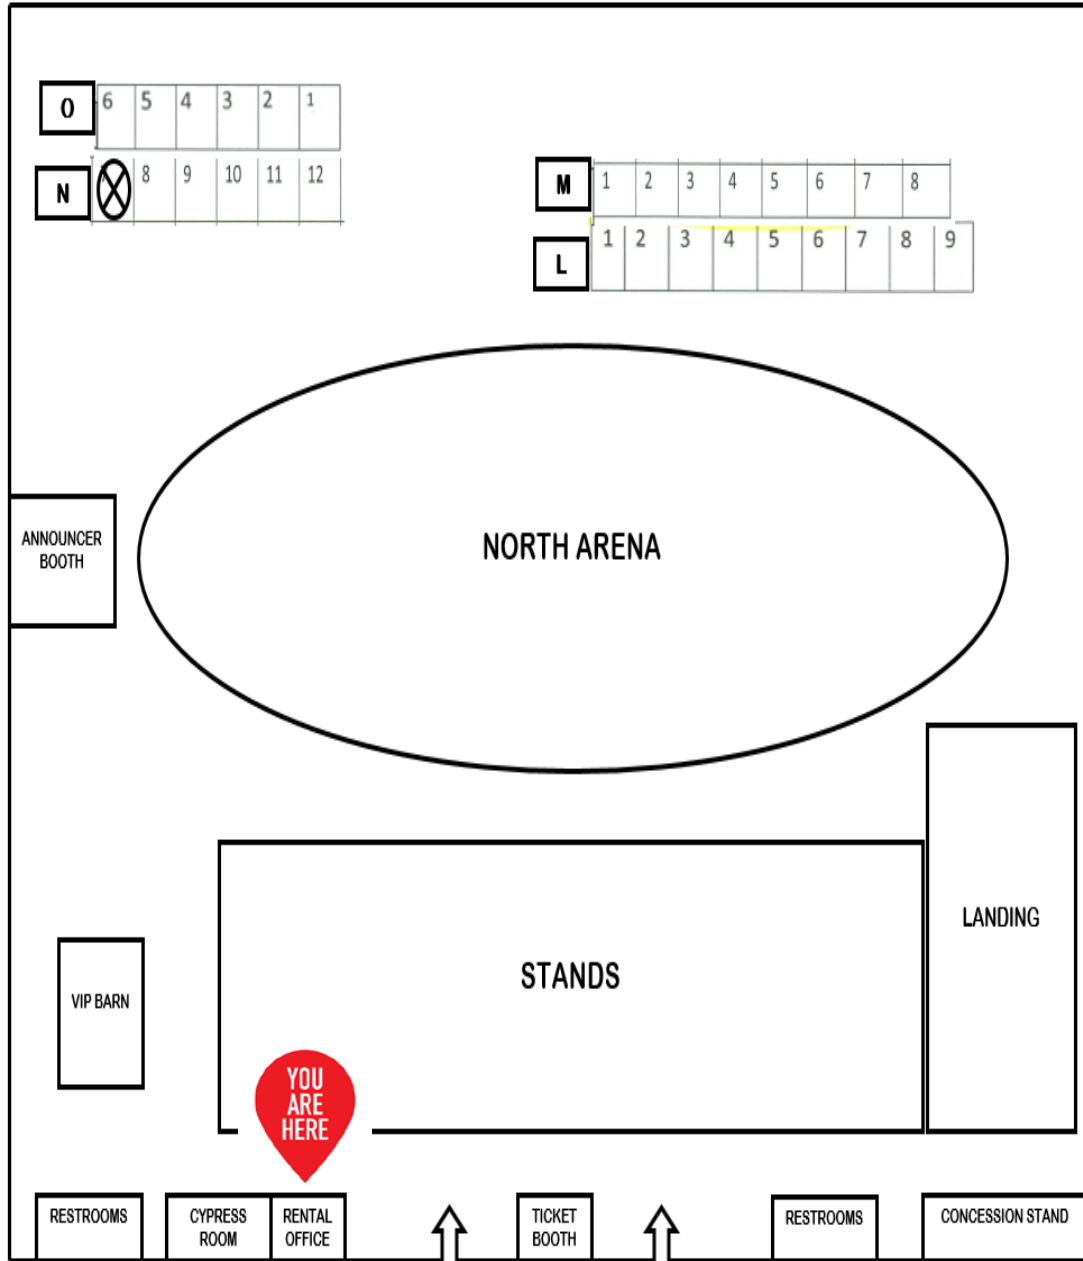 O 6 5 4 3 2 1
N 8 9 10 11 12
M 1 2 3 4 5 6 7 8
L 1 2 3 4 5 6 7 8 9
ANNOUNCER
BOOTH
NORTH ARENA
LANDING
STANDS
VIP BARN
YOU
ARE
HERE
RESTROOMS
CYPRESS
ROOM
RENTAL
OFFICE
TICKET
BOOTH
RESTROOMS
CONCESSION STAND